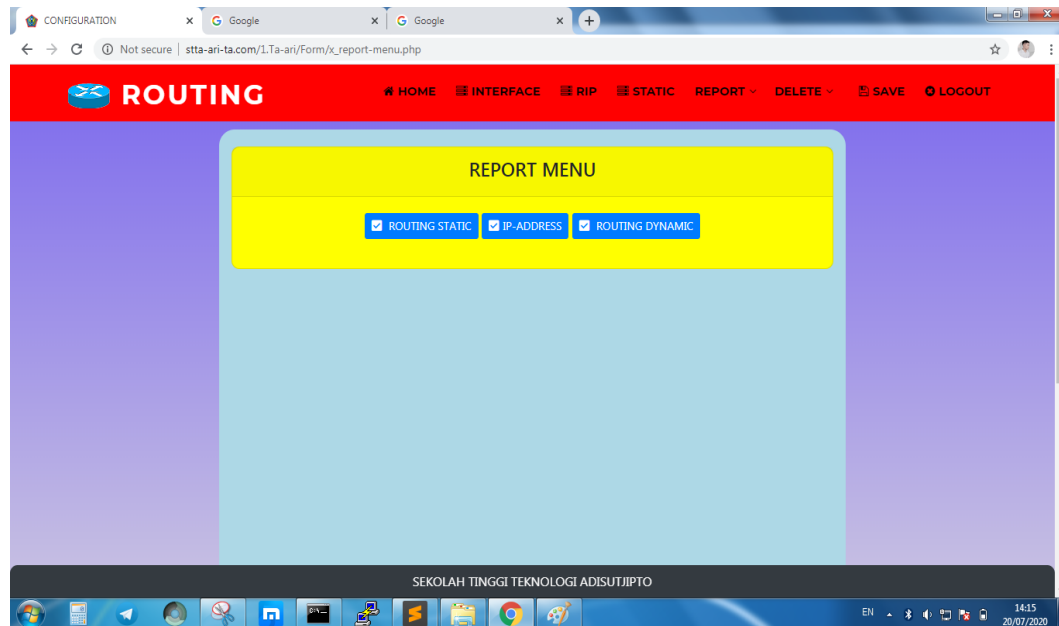 CONFIGURATION
Google
Google
Not secure stta-ari-ta.com/1.Ta-ari/Form/x_report-menu.php
ROUTING
HOME INTERFACE RIP STATIC REPORT DELETE SAVE LOGOUT
REPORT MENU
ROUTING STATIC IP-ADDRESS ROUTING DYNAMIC
SEKOLAH TINGGI TEKNOLOGI ADISUTJIPTO
EN 14:15
20/07/2020